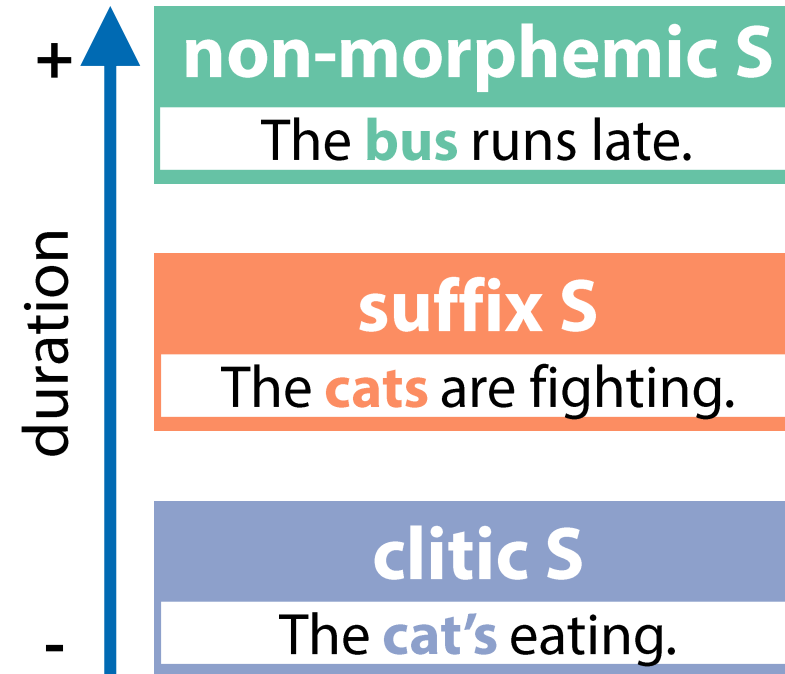 +
non-morphemic S
The bus runs late.
duration
suffix S
The cats are fighting.
clitic S
The cat’s eating.
-